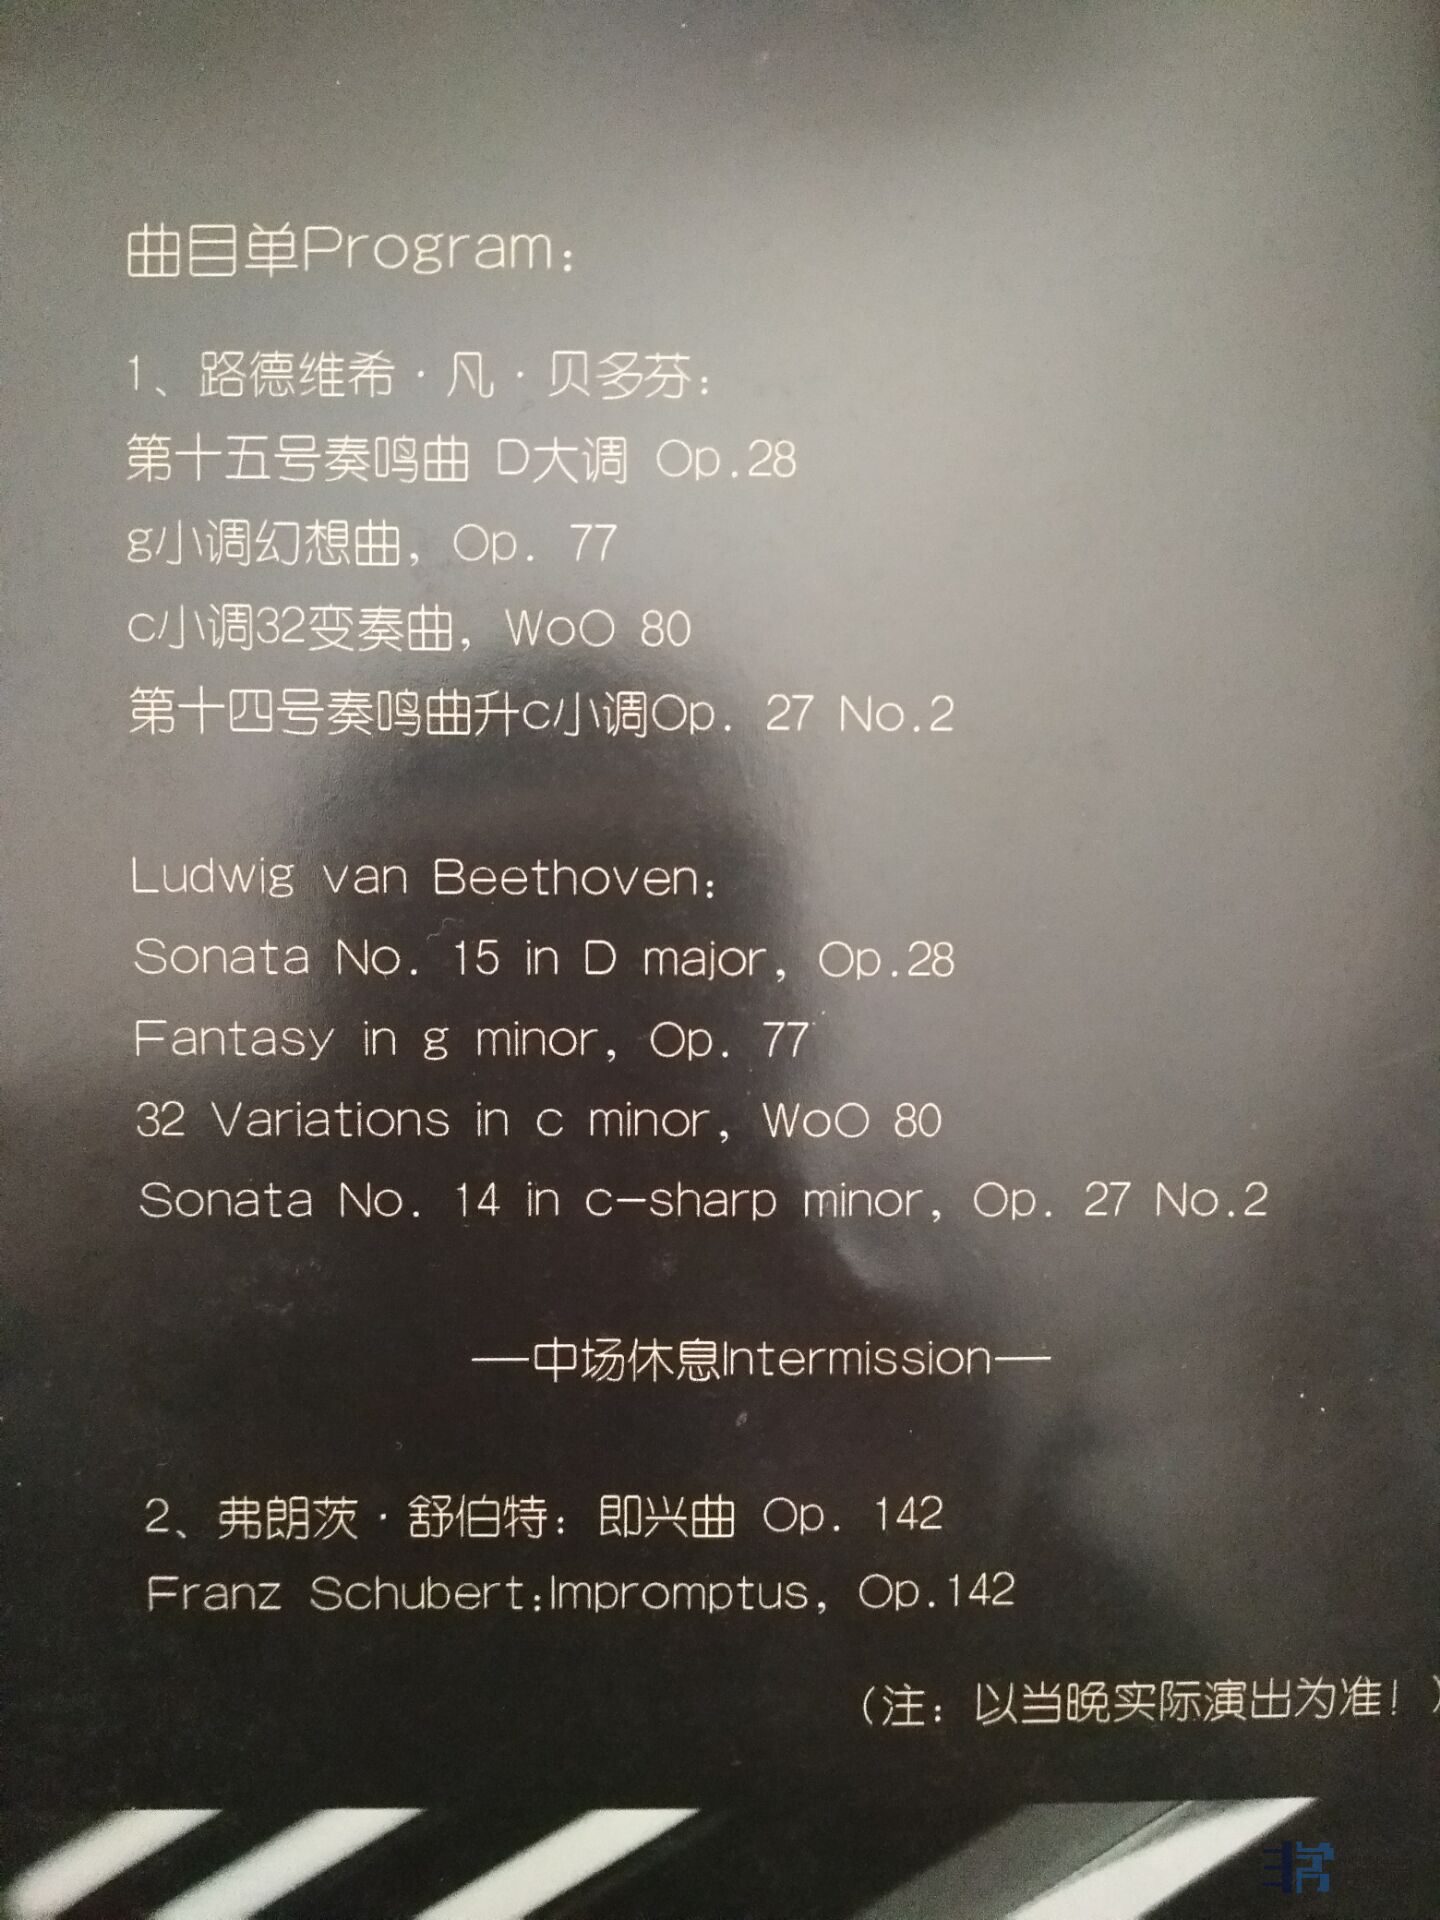 曲目单Program:
1、路德维希·凡·贝多芬:
第十五号奏鸣曲 D大调 Op.28
g小调幻想曲, Op. 77
c小调32变奏曲, WoO 80
第十四号奏鸣曲升c小调Op. 27 No.2
Ludwig van Beethoven:
Sonata No. 15 in D major, Op.28
Fantasy in g minor, Op. 77
32 Variations in c minor, WoO 80
Sonata No. 14 in c-sharp minor, Op. 27 No.2
—中场休息Intermission—
2、弗朗茨·舒伯特: 即兴曲 Op. 142
Franz Schubert:Impromptus, Op.142
(注: 以当晚实际演出为准!)